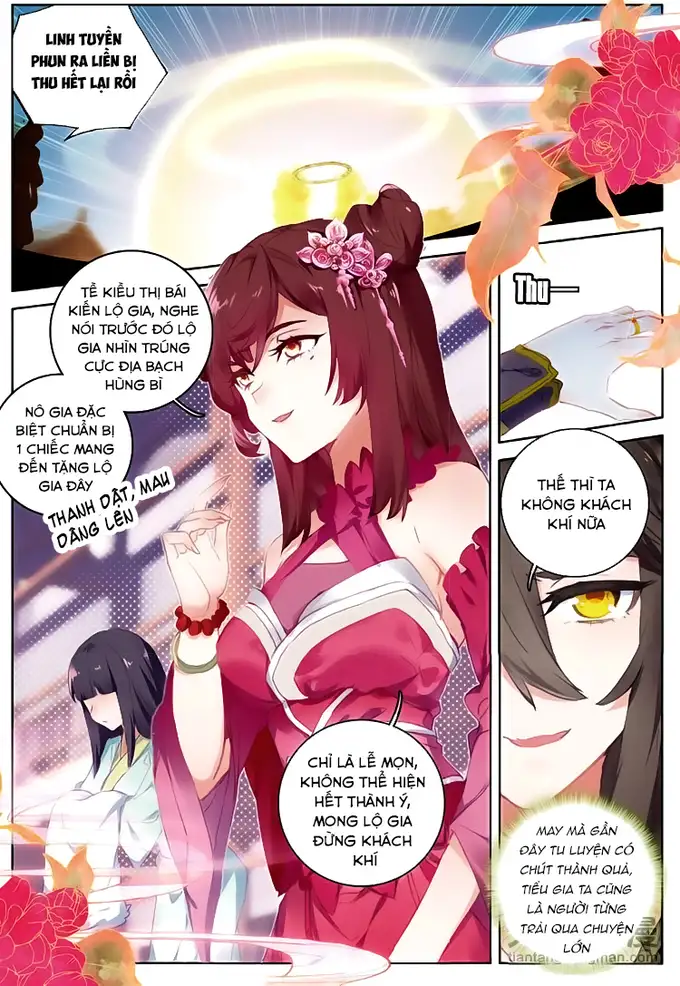 LINH TUYỀN
PHUN RA LIỀN BỊ
THU HẾT LẠI RỒI
TỀ KIỀU THỊ BÁI
KIẾN LỘ GIA, NGHE
NÓI TRƯỚC ĐÓ LỘ
GIA NHÌN TRÚNG
CỰC ĐỊA BẠCH
HÙNG BÌ
NÔ GIA ĐẶC
BIỆT CHUẨN BỊ
1 CHIẾC MANG
ĐẾN TẶNG LỘ
GIA ĐÂY
THANH DẬT, MAU
DÂNG LÊN
Thu—
THẾ THÌ TA
KHÔNG KHÁCH
KHÍ NỮA
CHỈ LÀ LỄ MỌN,
KHÔNG THỂ HIỆN
HẾT THÀNH Ý,
MONG LỘ GIA
ĐỪNG KHÁCH
KHÍ
MAY MÀ GẦN
ĐÂY TU LUYỆN CÓ
CHÚT THÀNH QUẢ,
TIỂU GIA TA CŨNG
LÀ NGƯỜI TỪNG
TRẢI QUA CHUYỆN
LỚN